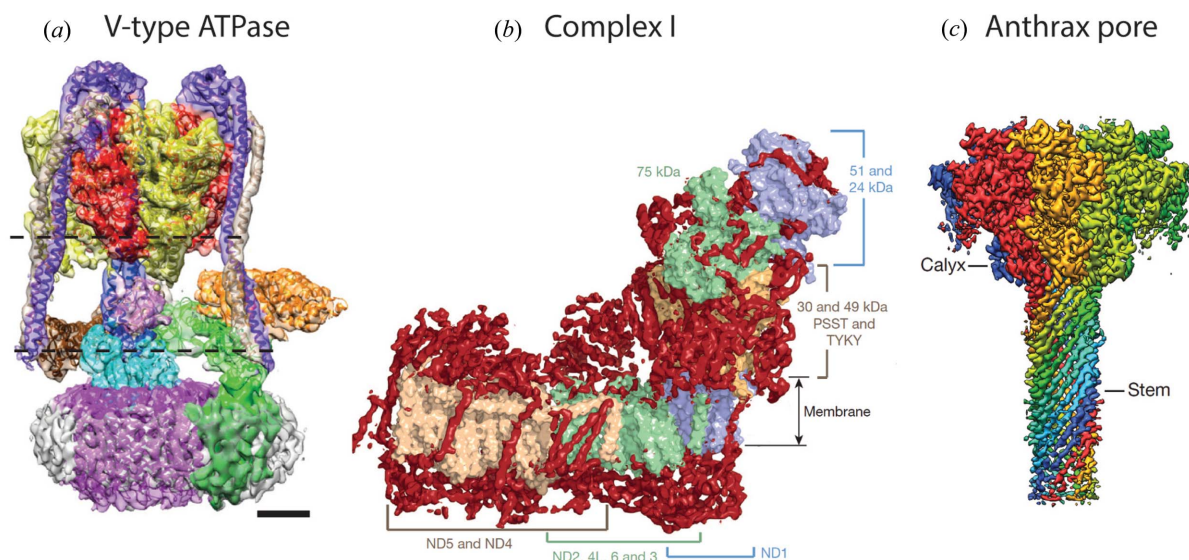 (a) V-type ATPase
(b) Complex I
(c) Anthrax pore
75 kDa
51 and
24 kDa
Calyx
30 and 49 kDa
PSST and
TYKY
Membrane
Stem
ND5 and ND4
ND2, 4L, 6 and 3
ND1